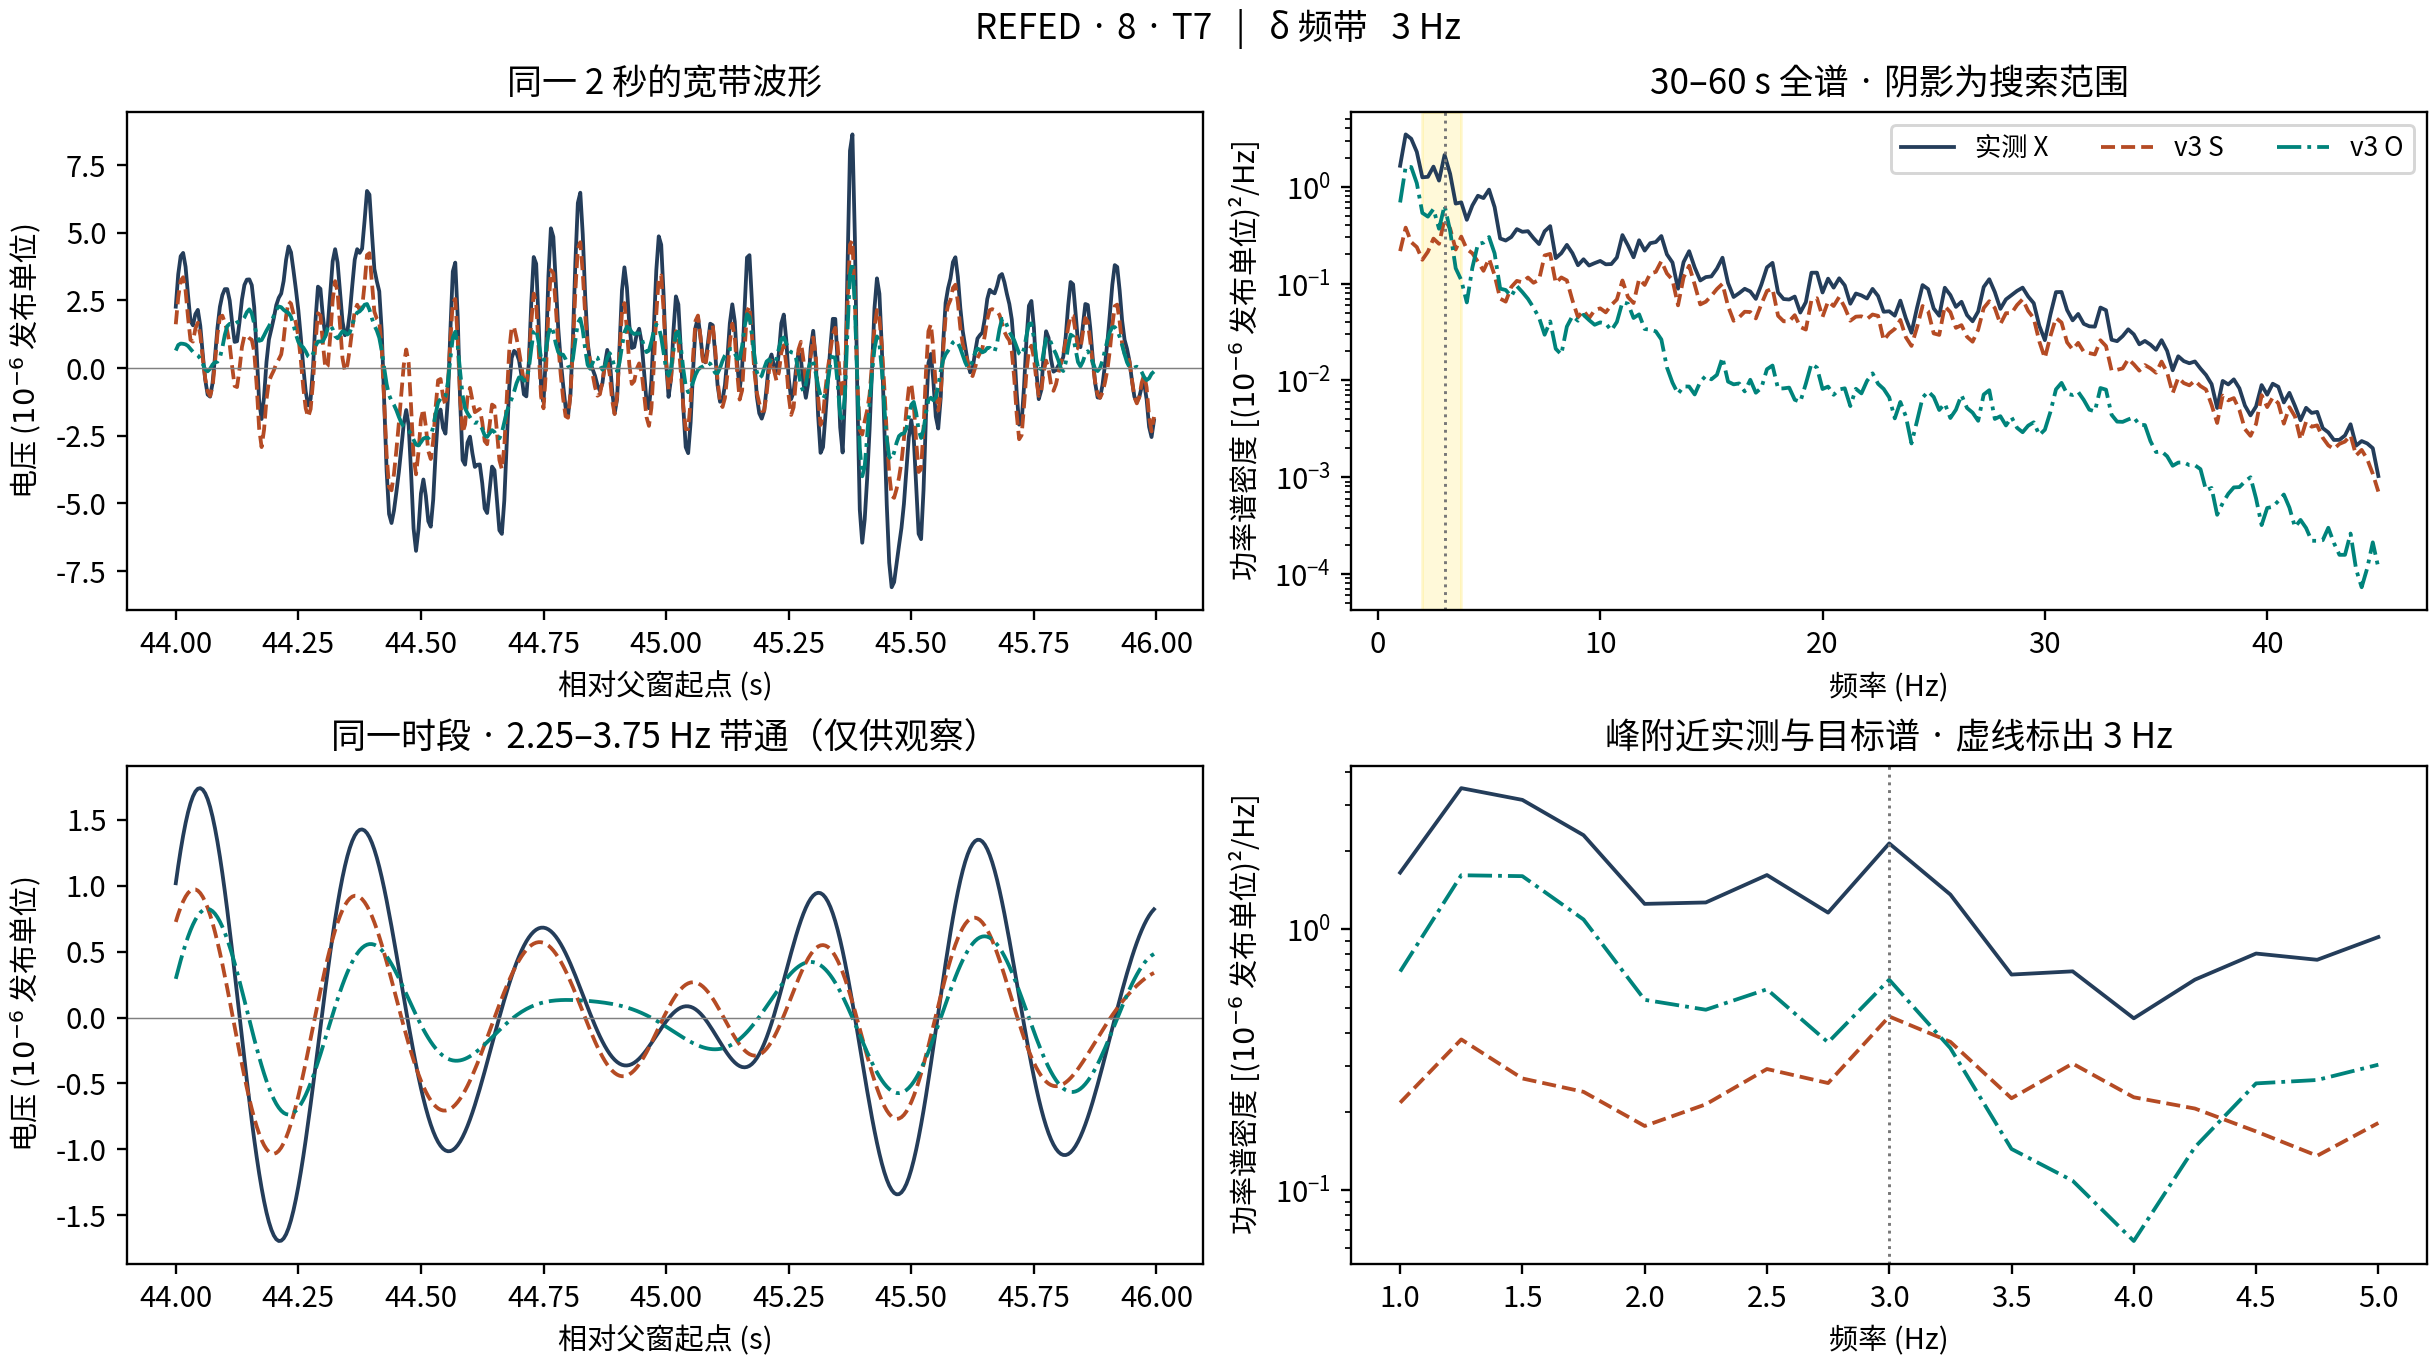 REFED · 8 · T7 | δ 频带 3 Hz
同一 2 秒的宽带波形
电压 (10⁻⁶ 发布单位)
7.5
5.0
2.5
0.0
-2.5
-5.0
-7.5
44.00 44.25 44.50 44.75 45.00 45.25 45.50 45.75 46.00
相对父窗起点 (s)
30–60 s 全谱 · 阴影为搜索范围
实测 X v3 S v3 O
功率谱密度 [(10⁻⁶ 发布单位)²/Hz]
10⁰
10⁻¹
10⁻²
10⁻³
10⁻⁴
0 10 20 30 40
频率 (Hz)
同一时段 · 2.25–3.75 Hz 带通（仅供观察）
电压 (10⁻⁶ 发布单位)
1.5
1.0
0.5
0.0
-0.5
-1.0
-1.5
44.00 44.25 44.50 44.75 45.00 45.25 45.50 45.75 46.00
相对父窗起点 (s)
峰附近实测与目标谱 · 虚线标出 3 Hz
功率谱密度 [(10⁻⁶ 发布单位)²/Hz]
10⁰
10⁻¹
1.0 1.5 2.0 2.5 3.0 3.5 4.0 4.5 5.0
频率 (Hz)